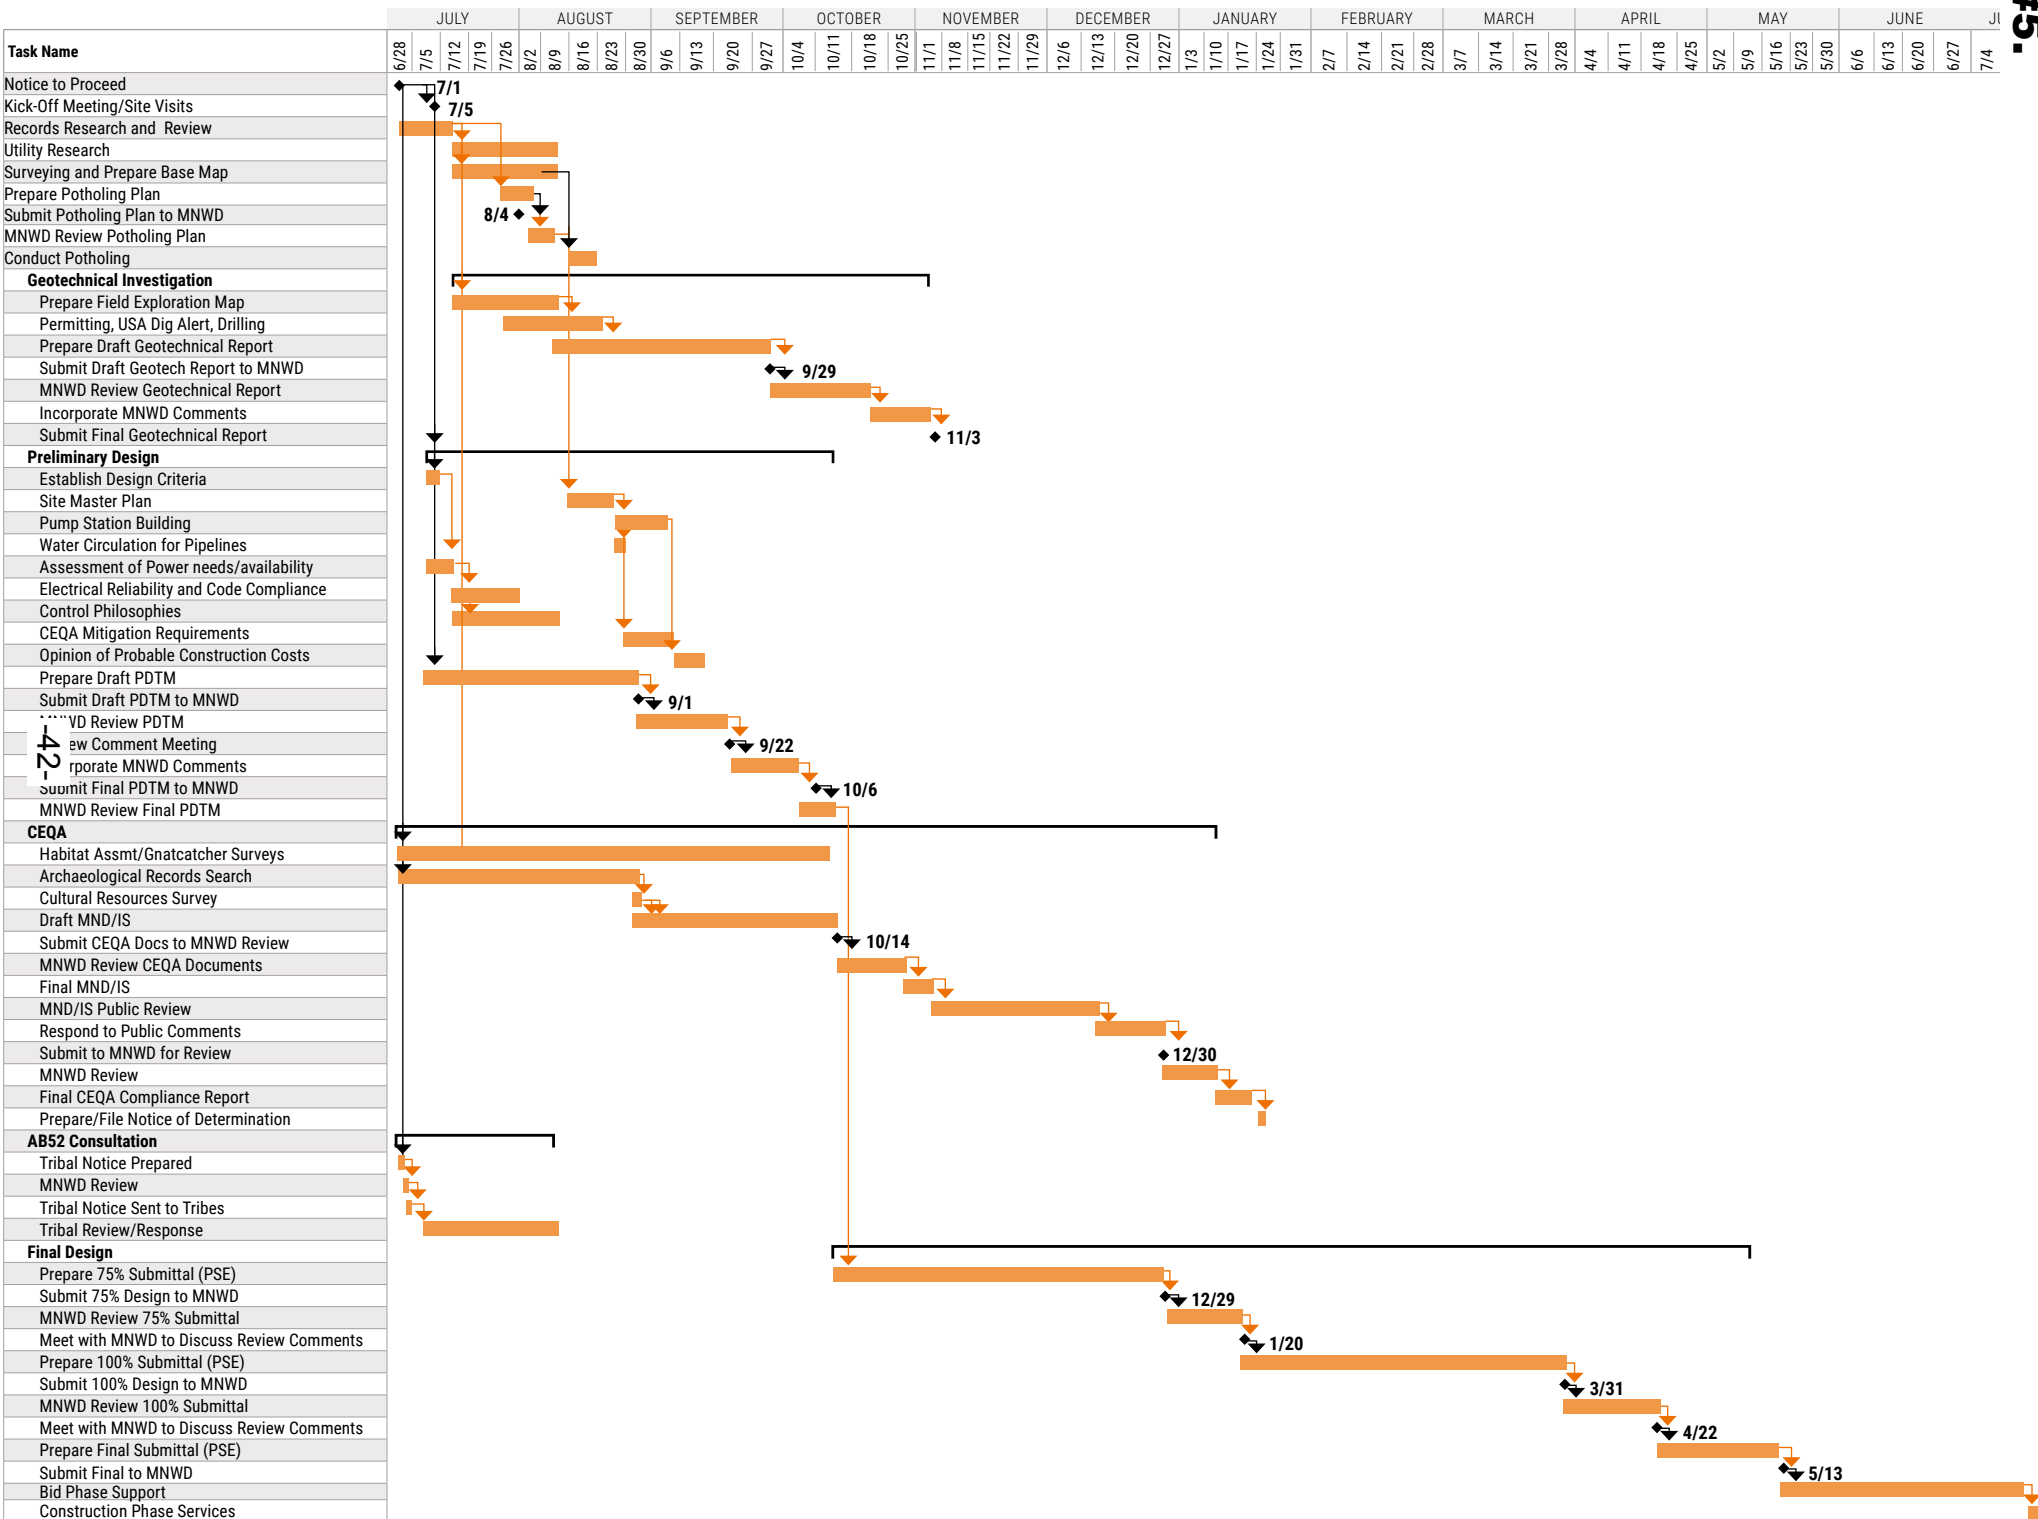 JULY AUGUST SEPTEMBER OCTOBER NOVEMBER DECEMBER JANUARY FEBRUARY MARCH APRIL MAY JUNE JU
#5.
Task Name 6/28 7/5 7/12 7/19 7/26 8/2 8/9 8/16 8/23 8/30 9/6 9/13 9/20 9/27 10/4 10/11 10/18 10/25 11/1 11/8 11/15 11/22 11/29 12/6 12/13 12/20 12/27 1/3 1/10 1/17 1/24 1/31 2/7 2/14 2/21 2/28 3/7 3/14 3/21 3/28 4/4 4/11 4/18 4/25 5/2 5/9 5/16 5/23 5/30 6/6 6/13 6/20 6/27 7/4
Notice to Proceed 7/1
Kick-Off Meeting/Site Visits 7/5
Records Research and Review
Utility Research
Surveying and Prepare Base Map
Prepare Potholing Plan
Submit Potholing Plan to MNWD 8/4
MNWD Review Potholing Plan
Conduct Potholing
Geotechnical Investigation
Prepare Field Exploration Map
Permitting, USA Dig Alert, Drilling
Prepare Draft Geotechnical Report
Submit Draft Geotech Report to MNWD 9/29
MNWD Review Geotechnical Report
Incorporate MNWD Comments
Submit Final Geotechnical Report 11/3
Preliminary Design
Establish Design Criteria
Site Master Plan
Pump Station Building
Water Circulation for Pipelines
Assessment of Power needs/availability
Electrical Reliability and Code Compliance
Control Philosophies
CEQA Mitigation Requirements
Opinion of Probable Construction Costs
Prepare Draft PDTM
Submit Draft PDTM to MNWD 9/1
MNWD Review PDTM
-42-
ew Comment Meeting 9/22
rporate MNWD Comments
Submit Final PDTM to MNWD 10/6
MNWD Review Final PDTM
CEQA
Habitat Assmt/Gnatcatcher Surveys
Archaeological Records Search
Cultural Resources Survey
Draft MND/IS
Submit CEQA Docs to MNWD Review 10/14
MNWD Review CEQA Documents
Final MND/IS
MND/IS Public Review
Respond to Public Comments
Submit to MNWD for Review 12/30
MNWD Review
Final CEQA Compliance Report
Prepare/File Notice of Determination
AB52 Consultation
Tribal Notice Prepared
MNWD Review
Tribal Notice Sent to Tribes
Tribal Review/Response
Final Design
Prepare 75% Submittal (PSE)
Submit 75% Design to MNWD 12/29
MNWD Review 75% Submittal
Meet with MNWD to Discuss Review Comments 1/20
Prepare 100% Submittal (PSE)
Submit 100% Design to MNWD 3/31
MNWD Review 100% Submittal
Meet with MNWD to Discuss Review Comments 4/22
Prepare Final Submittal (PSE)
Submit Final to MNWD 5/13
Bid Phase Support
Construction Phase Services